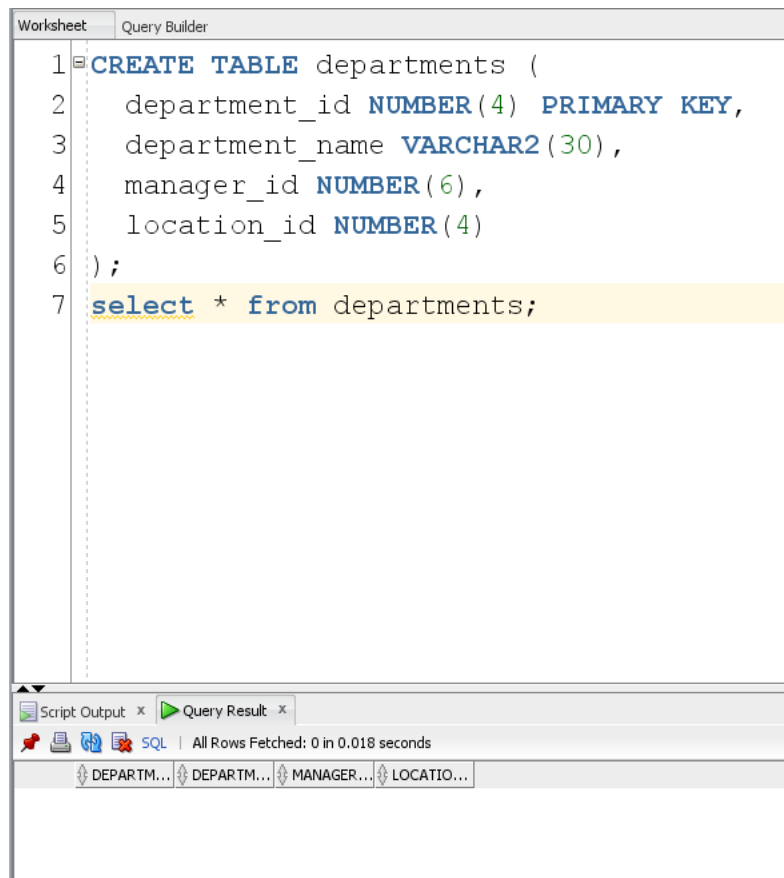 Worksheet Query Builder
1 CREATE TABLE departments (
2 department_id NUMBER(4) PRIMARY KEY,
3 department_name VARCHAR2(30),
4 manager_id NUMBER(6),
5 location_id NUMBER(4)
6 );
7 select * from departments;
Script Output x Query Result x
SQL | All Rows Fetched: 0 in 0.018 seconds
DEPARTM... DEPARTM... MANAGER... LOCATIO...